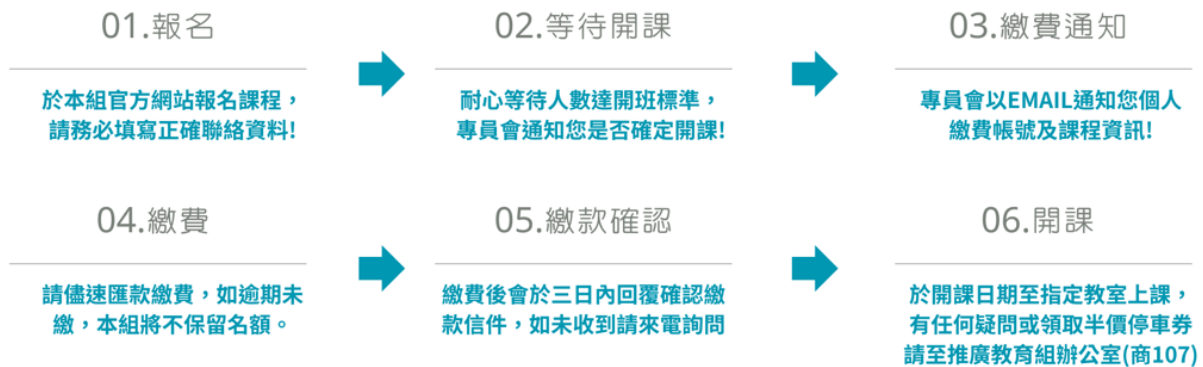 01.報名
於本組官方網站報名課程，
請務必填寫正確聯絡資料!
02.等待開課
耐心等待人數達開班標準，
專員會通知您是否確定開課!
03.繳費通知
專員會以EMAIL通知您個人
繳費帳號及課程資訊!
04.繳費
請儘速匯款繳費，如逾期未
繳，本組將不保留名額。
05.繳款確認
繳費後會於三日內回覆確認繳
款信件，如未收到請來電詢問
06.開課
於開課日期至指定教室上課，
有任何疑問或領取半價停車券
請至推廣教育組辦公室(商107)